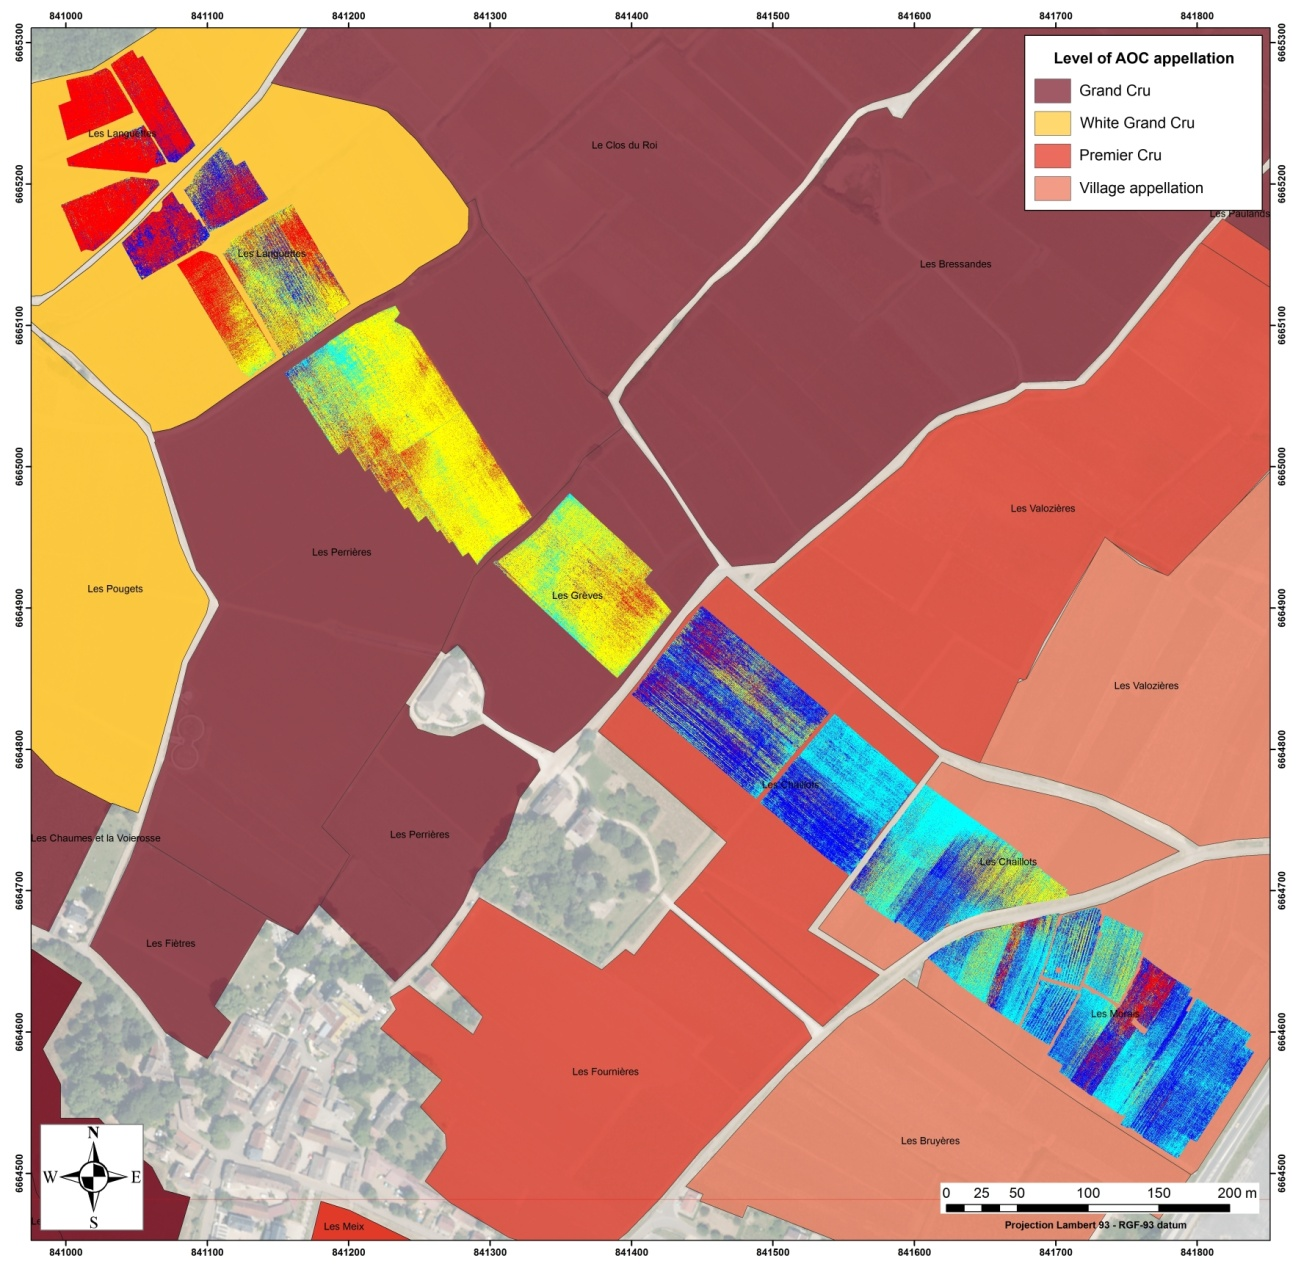 841000 841100 841200 841300 841400 841500 841600 841700 841800
6665300
6665300
Level of AOC appellation
Grand Cru
White Grand Cru
Premier Cru
Village appellation
Les Languettes
Le Clos du Roi
6665200
6665200
Les Paulands
Les Languettes
Les Bressandes
6665100
6665100
6665000
6665000
Les Valozières
Les Perrières
Les Pougets
Les Grèves
6664900
6664900
Les Valozières
6664800
6664800
Les Chaillots
Les Chaumes et la Voierosse
Les Perrières
Les Chaillots
6664700
6664700
Les Fiètres
Les Morais
6664600
6664600
Les Fournières
N
W E
S
Les Bruyères
6664500
6664500
0 25 50 100 150 200 m
Projection Lambert 93 - RGF-93 datum
Les Meix
841000 841100 841200 841300 841400 841500 841600 841700 841800